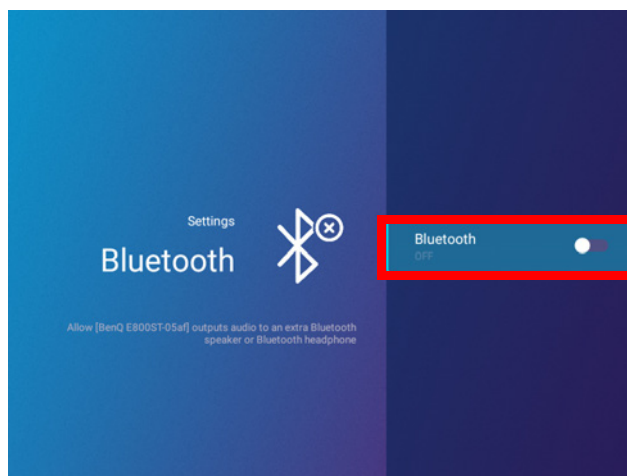 Settings
Bluetooth
Allow [BenQ E800ST-05af] outputs audio to an extra Bluetooth
speaker or Bluetooth headphone
Bluetooth
OFF